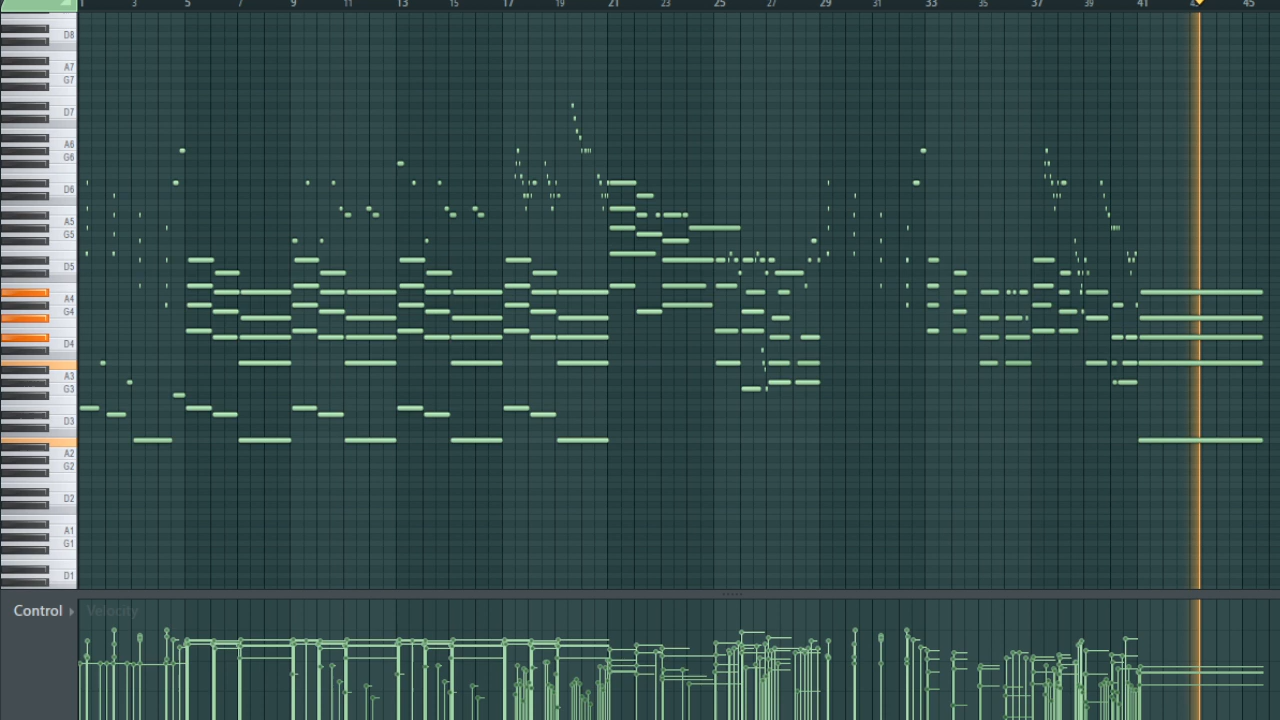 1 3 5 7 9 11 13 15 17 19 21 23 25 27 29 31 33 35 37 39 41 45
D8
A7
G7
D7
A6
G6
D6
A5
G5
D5
A4
G4
D4
A3
G3
D3
A2
G2
D2
A1
G1
D1
Control Velocity